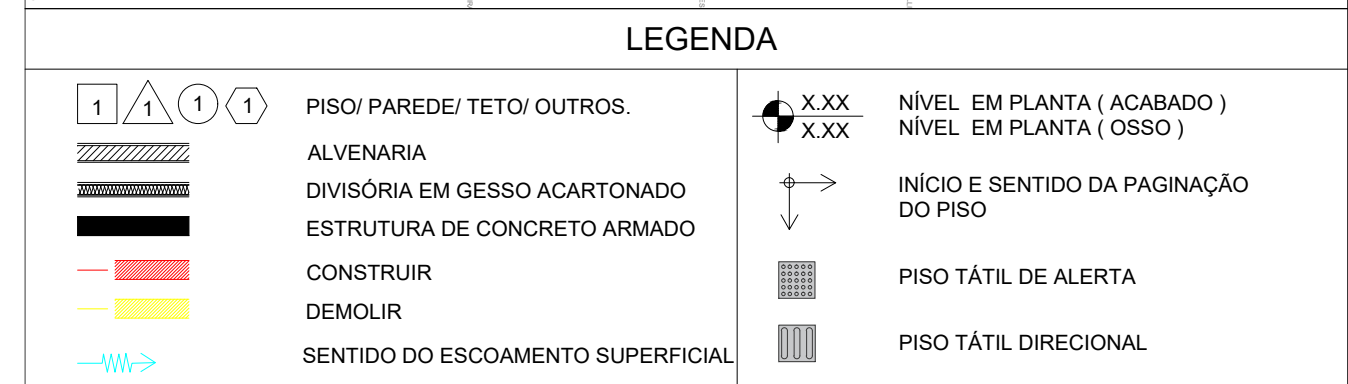 LEGENDA
1 1 1 1 PISO/ PAREDE/ TETO/ OUTROS.
ALVENARIA
DIVISÓRIA EM GESSO ACARTONADO
ESTRUTURA DE CONCRETO ARMADO
CONSTRUIR
DEMOLIR
SENTIDO DO ESCOAMENTO SUPERFICIAL
X.XX NÍVEL EM PLANTA ( ACABADO )
X.XX NÍVEL EM PLANTA ( OSSO )
INÍCIO E SENTIDO DA PAGINAÇÃO
DO PISO
PISO TÁTIL DE ALERTA
PISO TÁTIL DIRECIONAL